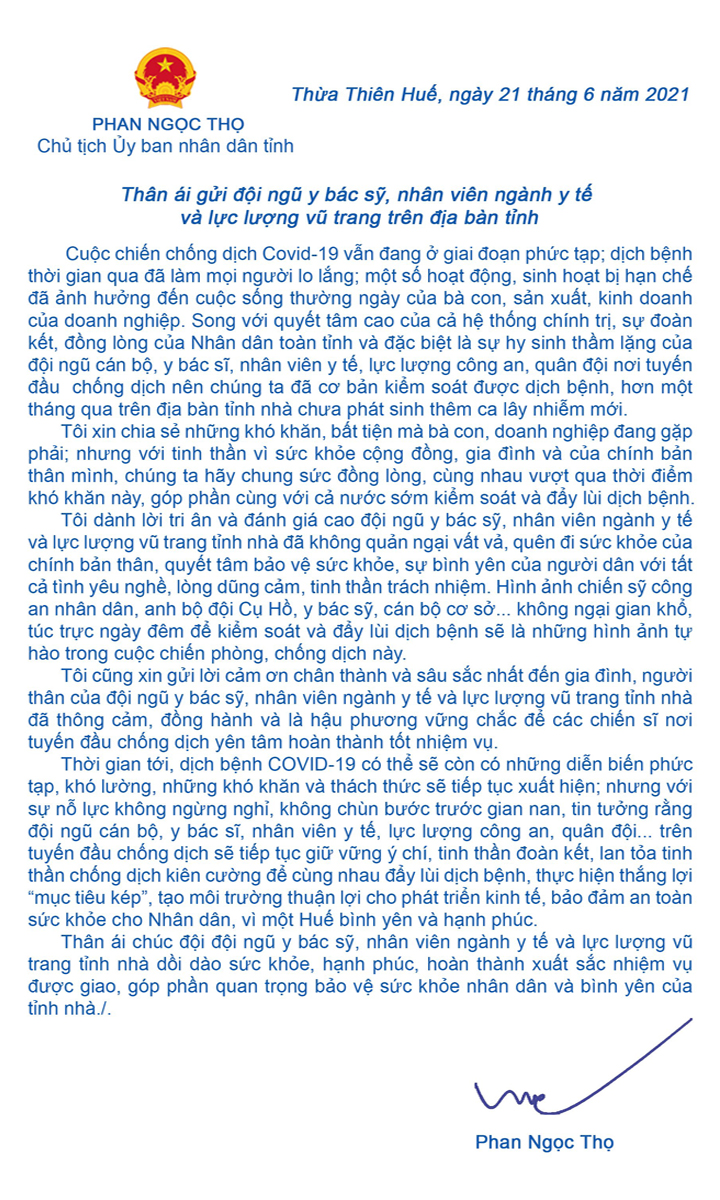 Thừa Thiên Huế, ngày 21 tháng 6 năm 2021
PHAN NGỌC THỌ
Chủ tịch Ủy ban nhân dân tỉnh
Thân ái gửi đội ngũ y bác sỹ, nhân viên ngành y tế
và lực lượng vũ trang trên địa bàn tỉnh
Cuộc chiến chống dịch Covid-19 vẫn đang ở giai đoạn phức tạp; dịch bệnh
thời gian qua đã làm mọi người lo lắng; một số hoạt động, sinh hoạt bị hạn chế
đã ảnh hưởng đến cuộc sống thường ngày của bà con, sản xuất, kinh doanh
của doanh nghiệp. Song với quyết tâm cao của cả hệ thống chính trị, sự đoàn
kết, đồng lòng của Nhân dân toàn tỉnh và đặc biệt là sự hy sinh thầm lặng của
đội ngũ cán bộ, y bác sĩ, nhân viên y tế, lực lượng công an, quân đội nơi tuyến
đầu chống dịch nên chúng ta đã cơ bản kiểm soát được dịch bệnh, hơn một
tháng qua trên địa bàn tỉnh nhà chưa phát sinh thêm ca lây nhiễm mới.
Tôi xin chia sẻ những khó khăn, bất tiện mà bà con, doanh nghiệp đang gặp
phải; nhưng với tinh thần vì sức khỏe cộng đồng, gia đình và của chính bản
thân mình, chúng ta hãy chung sức đồng lòng, cùng nhau vượt qua thời điểm
khó khăn này, góp phần cùng với cả nước sớm kiểm soát và đẩy lùi dịch bệnh.
Tôi dành lời tri ân và đánh giá cao đội ngũ y bác sỹ, nhân viên ngành y tế
và lực lượng vũ trang tỉnh nhà đã không quản ngại vất vả, quên đi sức khỏe của
chính bản thân, quyết tâm bảo vệ sức khỏe, sự bình yên của người dân với tất
cả tình yêu nghề, lòng dũng cảm, tinh thần trách nhiệm. Hình ảnh chiến sỹ công
an nhân dân, anh bộ đội Cụ Hồ, y bác sỹ, cán bộ cơ sở... không ngại gian khổ,
túc trực ngày đêm để kiểm soát và đẩy lùi dịch bệnh sẽ là những hình ảnh tự
hào trong cuộc chiến phòng, chống dịch này.
Tôi cũng xin gửi lời cảm ơn chân thành và sâu sắc nhất đến gia đình, người
thân của đội ngũ y bác sỹ, nhân viên ngành y tế và lực lượng vũ trang tỉnh nhà
đã thông cảm, đồng hành và là hậu phương vững chắc để các chiến sĩ nơi
tuyến đầu chống dịch yên tâm hoàn thành tốt nhiệm vụ.
Thời gian tới, dịch bệnh COVID-19 có thể sẽ còn có những diễn biến phức
tạp, khó lường, những khó khăn và thách thức sẽ tiếp tục xuất hiện; nhưng với
sự nỗ lực không ngừng nghỉ, không chùn bước trước gian nan, tin tưởng rằng
đội ngũ cán bộ, y bác sĩ, nhân viên y tế, lực lượng công an, quân đội... trên
tuyến đầu chống dịch sẽ tiếp tục giữ vững ý chí, tinh thần đoàn kết, lan tỏa tinh
thần chống dịch kiên cường để cùng nhau đẩy lùi dịch bệnh, thực hiện thắng lợi
“mục tiêu kép”, tạo môi trường thuận lợi cho phát triển kinh tế, bảo đảm an toàn
sức khỏe cho Nhân dân, vì một Huế bình yên và hạnh phúc.
Thân ái chúc đội đội ngũ y bác sỹ, nhân viên ngành y tế và lực lượng vũ
trang tỉnh nhà dồi dào sức khỏe, hạnh phúc, hoàn thành xuất sắc nhiệm vụ
được giao, góp phần quan trọng bảo vệ sức khỏe nhân dân và bình yên của
tỉnh nhà./.
Phan Ngọc Thọ